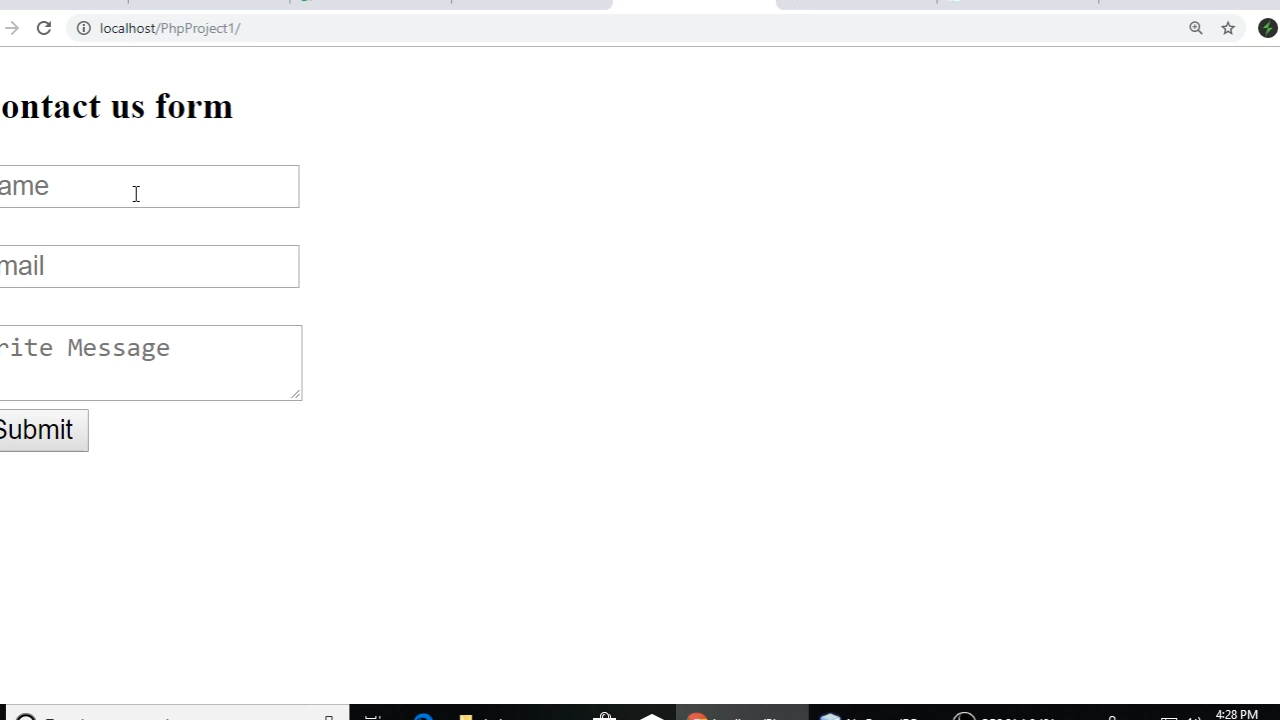 localhost/PhpProject1/
ontact us form
ame
mail
rite Message
Submit
4:28 PM